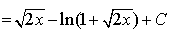 =√(2x) − ln(1+√(2x)) + C